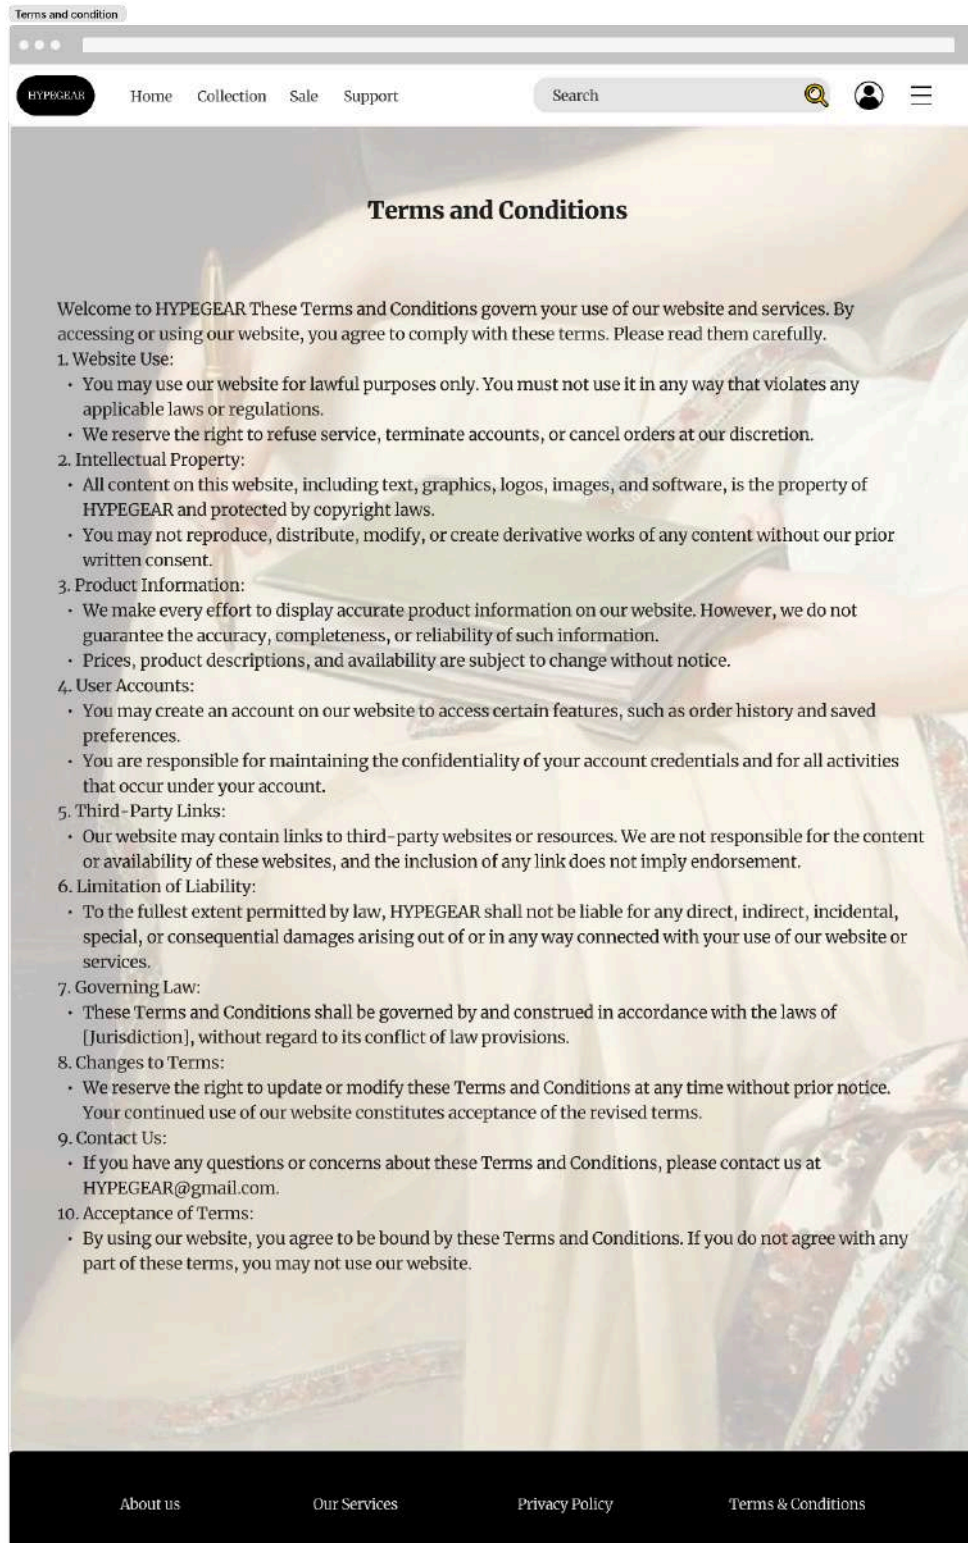 Terms and condition
HYPEGEAR
Home Collection Sale Support
Search
Terms and Conditions
Welcome to HYPEGEAR These Terms and Conditions govern your use of our website and services. By
accessing or using our website, you agree to comply with these terms. Please read them carefully.
1. Website Use:
• You may use our website for lawful purposes only. You must not use it in any way that violates any
applicable laws or regulations.
• We reserve the right to refuse service, terminate accounts, or cancel orders at our discretion.
2. Intellectual Property:
• All content on this website, including text, graphics, logos, images, and software, is the property of
HYPEGEAR and protected by copyright laws.
• You may not reproduce, distribute, modify, or create derivative works of any content without our prior
written consent.
3. Product Information:
• We make every effort to display accurate product information on our website. However, we do not
guarantee the accuracy, completeness, or reliability of such information.
• Prices, product descriptions, and availability are subject to change without notice.
4. User Accounts:
• You may create an account on our website to access certain features, such as order history and saved
preferences.
• You are responsible for maintaining the confidentiality of your account credentials and for all activities
that occur under your account.
5. Third-Party Links:
• Our website may contain links to third-party websites or resources. We are not responsible for the content
or availability of these websites, and the inclusion of any link does not imply endorsement.
6. Limitation of Liability:
• To the fullest extent permitted by law, HYPEGEAR shall not be liable for any direct, indirect, incidental,
special, or consequential damages arising out of or in any way connected with your use of our website or
services.
7. Governing Law:
• These Terms and Conditions shall be governed by and construed in accordance with the laws of
[Jurisdiction], without regard to its conflict of law provisions.
8. Changes to Terms:
• We reserve the right to update or modify these Terms and Conditions at any time without prior notice.
Your continued use of our website constitutes acceptance of the revised terms.
9. Contact Us:
• If you have any questions or concerns about these Terms and Conditions, please contact us at
HYPEGEAR@gmail.com.
10. Acceptance of Terms:
• By using our website, you agree to be bound by these Terms and Conditions. If you do not agree with any
part of these terms, you may not use our website.
About us Our Services Privacy Policy Terms & Conditions